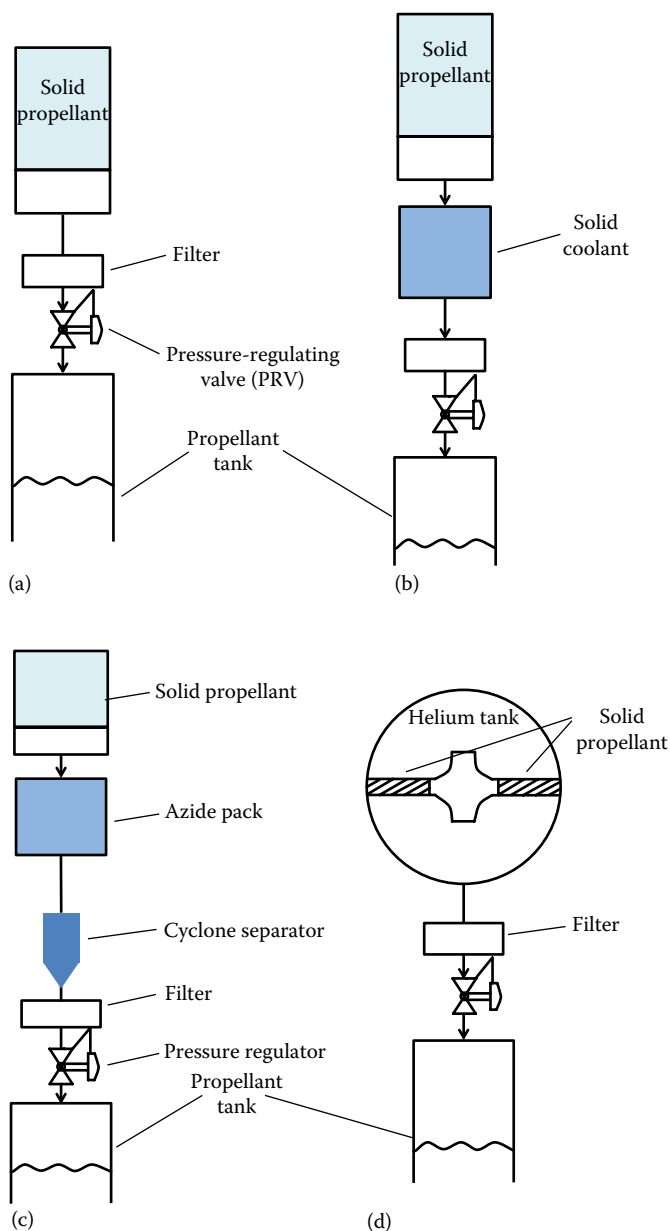 Solid
propellant
Filter
Pressure-regulating
valve (PRV)
Propellant
tank
(a)
Solid
propellant
Solid
coolant
(b)
Solid propellant
Azide pack
Cyclone separator
Filter
Pressure regulator
Propellant
tank
(c)
Helium tank
Solid
propellant
Filter
(d)